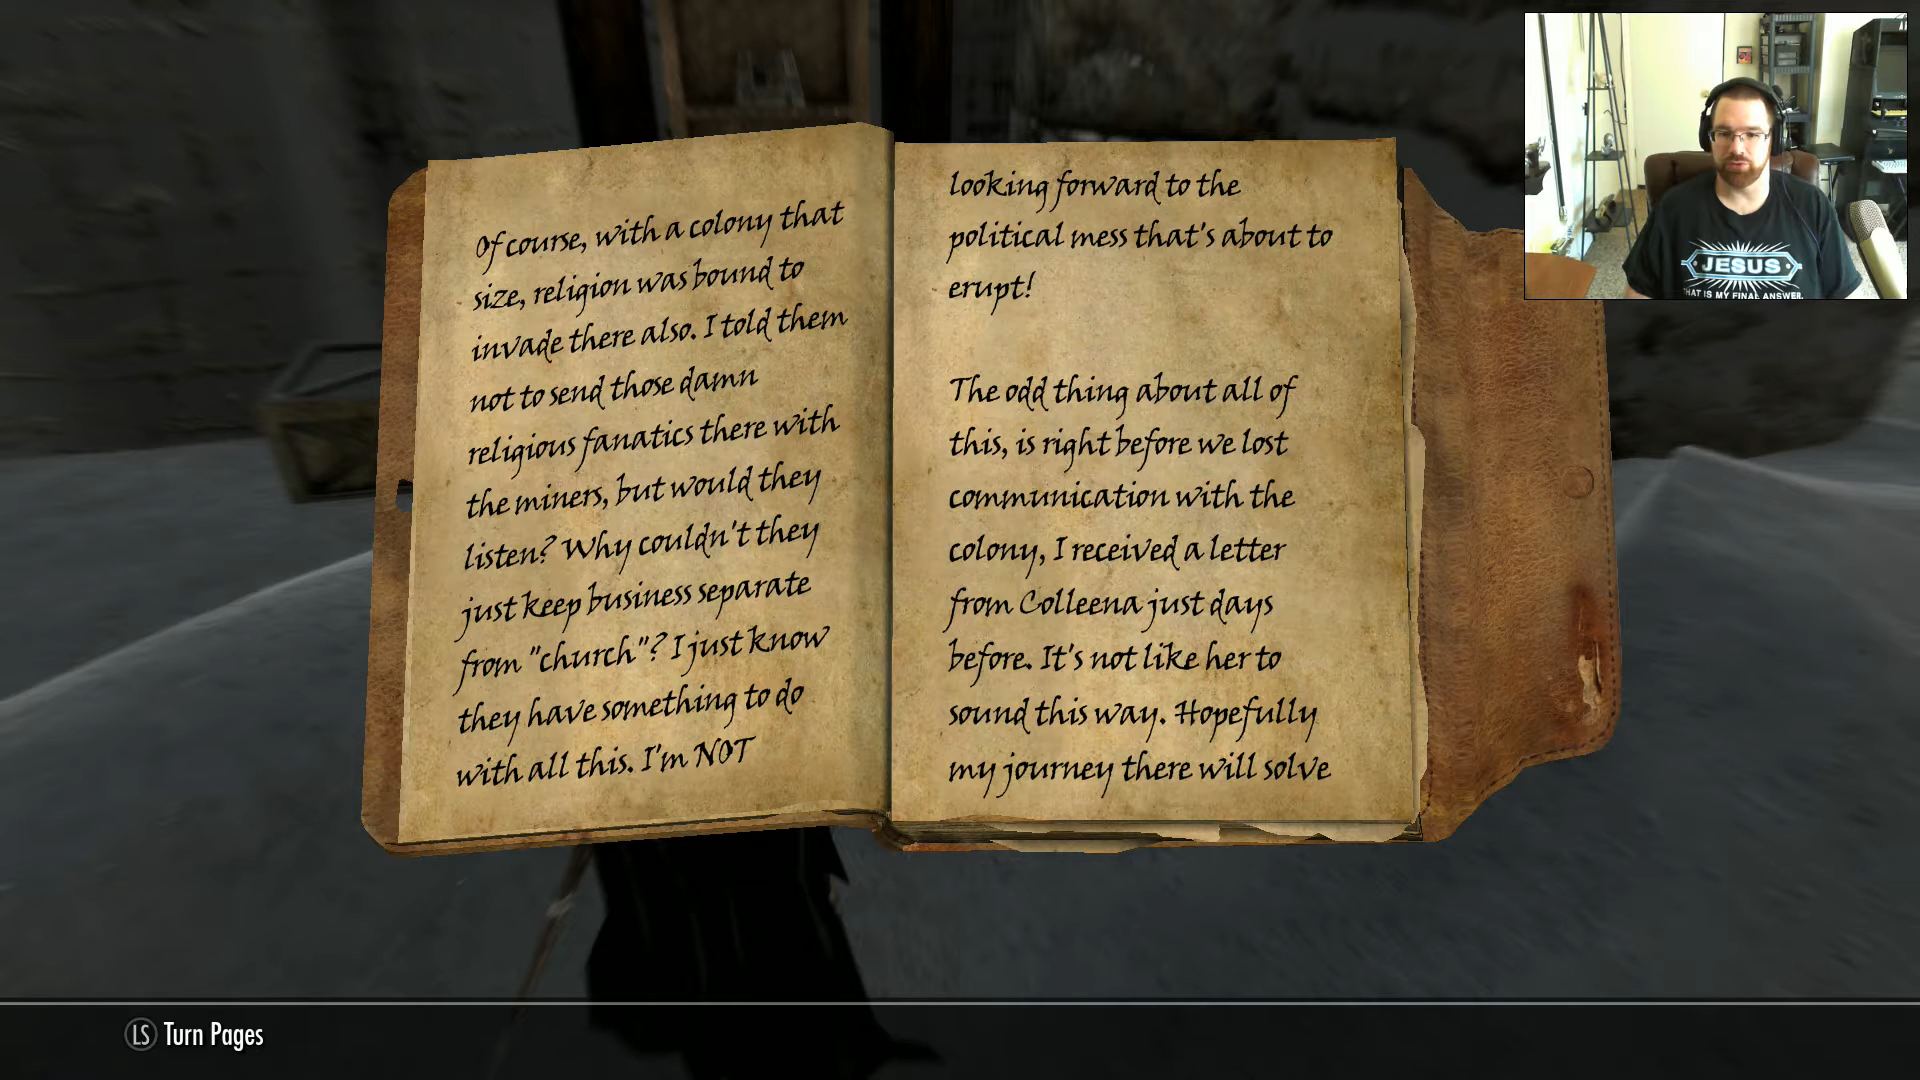 Of course, with a colony that
size, religion was bound to
invade there also. I told them
not to send those damn
religious fanatics there with
the miners, but would they
listen? Why couldn't they
just keep business separate
from "church"? I just know
they have something to do
with all this. I'm NOT
looking forward to the
political mess that's about to
erupt!
The odd thing about all of
this, is right before we lost
communication with the
colony, I received a letter
from Colleena just days
before. It's not like her to
sound this way. Hopefully
my journey there will solve
JESUS
THAT IS MY FINAL ANSWER.
LS Turn Pages